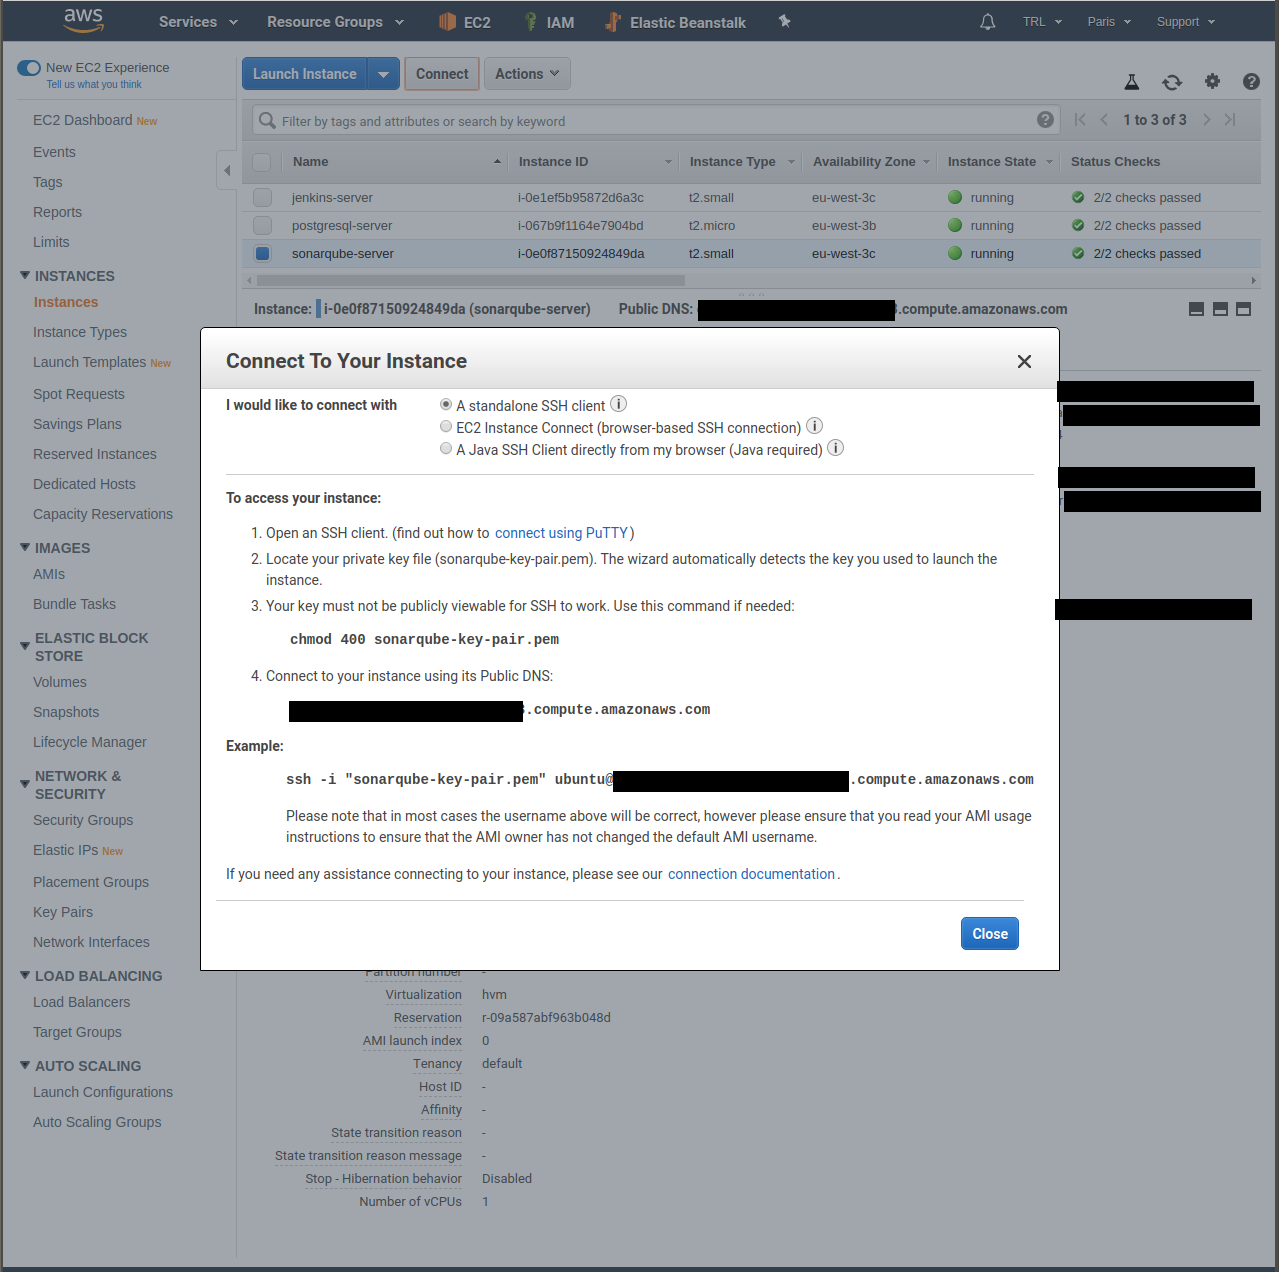 aws Services Resource Groups EC2 IAM Elastic Beanstalk TRL Paris Support
New EC2 Experience
Tell us what you think
EC2 Dashboard New
Events
Tags
Reports
Limits
INSTANCES
Instances
Instance Types
Launch Templates New
Spot Requests
Savings Plans
Reserved Instances
Dedicated Hosts
Capacity Reservations
IMAGES
AMIs
Bundle Tasks
ELASTIC BLOCK
STORE
Volumes
Snapshots
Lifecycle Manager
NETWORK &
SECURITY
Security Groups
Elastic IPs New
Placement Groups
Key Pairs
Network Interfaces
LOAD BALANCING
Load Balancers
Target Groups
AUTO SCALING
Launch Configurations
Auto Scaling Groups
Launch Instance Connect Actions
Filter by tags and attributes or search by keyword 1 to 3 of 3
Name Instance ID Instance Type Availability Zone Instance State Status Checks
jenkins-server i-0e1ef5b95872d6a3c t2.small eu-west-3c running 2/2 checks passed
postgresql-server i-067b9f1164e7904bd t2.micro eu-west-3b running 2/2 checks passed
sonarqube-server i-0e0f87150924849da t2.small eu-west-3c running 2/2 checks passed
Instance: i-0e0f87150924849da (sonarqube-server) Public DNS: .compute.amazonaws.com
Connect To Your Instance
I would like to connect with
A standalone SSH client
EC2 Instance Connect (browser-based SSH connection)
A Java SSH Client directly from my browser (Java required)
To access your instance:
1. Open an SSH client. (find out how to connect using PuTTY)
2. Locate your private key file (sonarqube-key-pair.pem). The wizard automatically detects the key you used to launch the
instance.
3. Your key must not be publicly viewable for SSH to work. Use this command if needed:
chmod 400 sonarqube-key-pair.pem
4. Connect to your instance using its Public DNS:
.compute.amazonaws.com
Example:
ssh -i "sonarqube-key-pair.pem" ubuntu@ .compute.amazonaws.com
Please note that in most cases the username above will be correct, however please ensure that you read your AMI usage
instructions to ensure that the AMI owner has not changed the default AMI username.
If you need any assistance connecting to your instance, please see our connection documentation.
Close
Partition number -
Virtualization hvm
Reservation r-09a587abf963b048d
AMI launch index 0
Tenancy default
Host ID -
Affinity -
State transition reason -
State transition reason message -
Stop - Hibernation behavior Disabled
Number of vCPUs 1